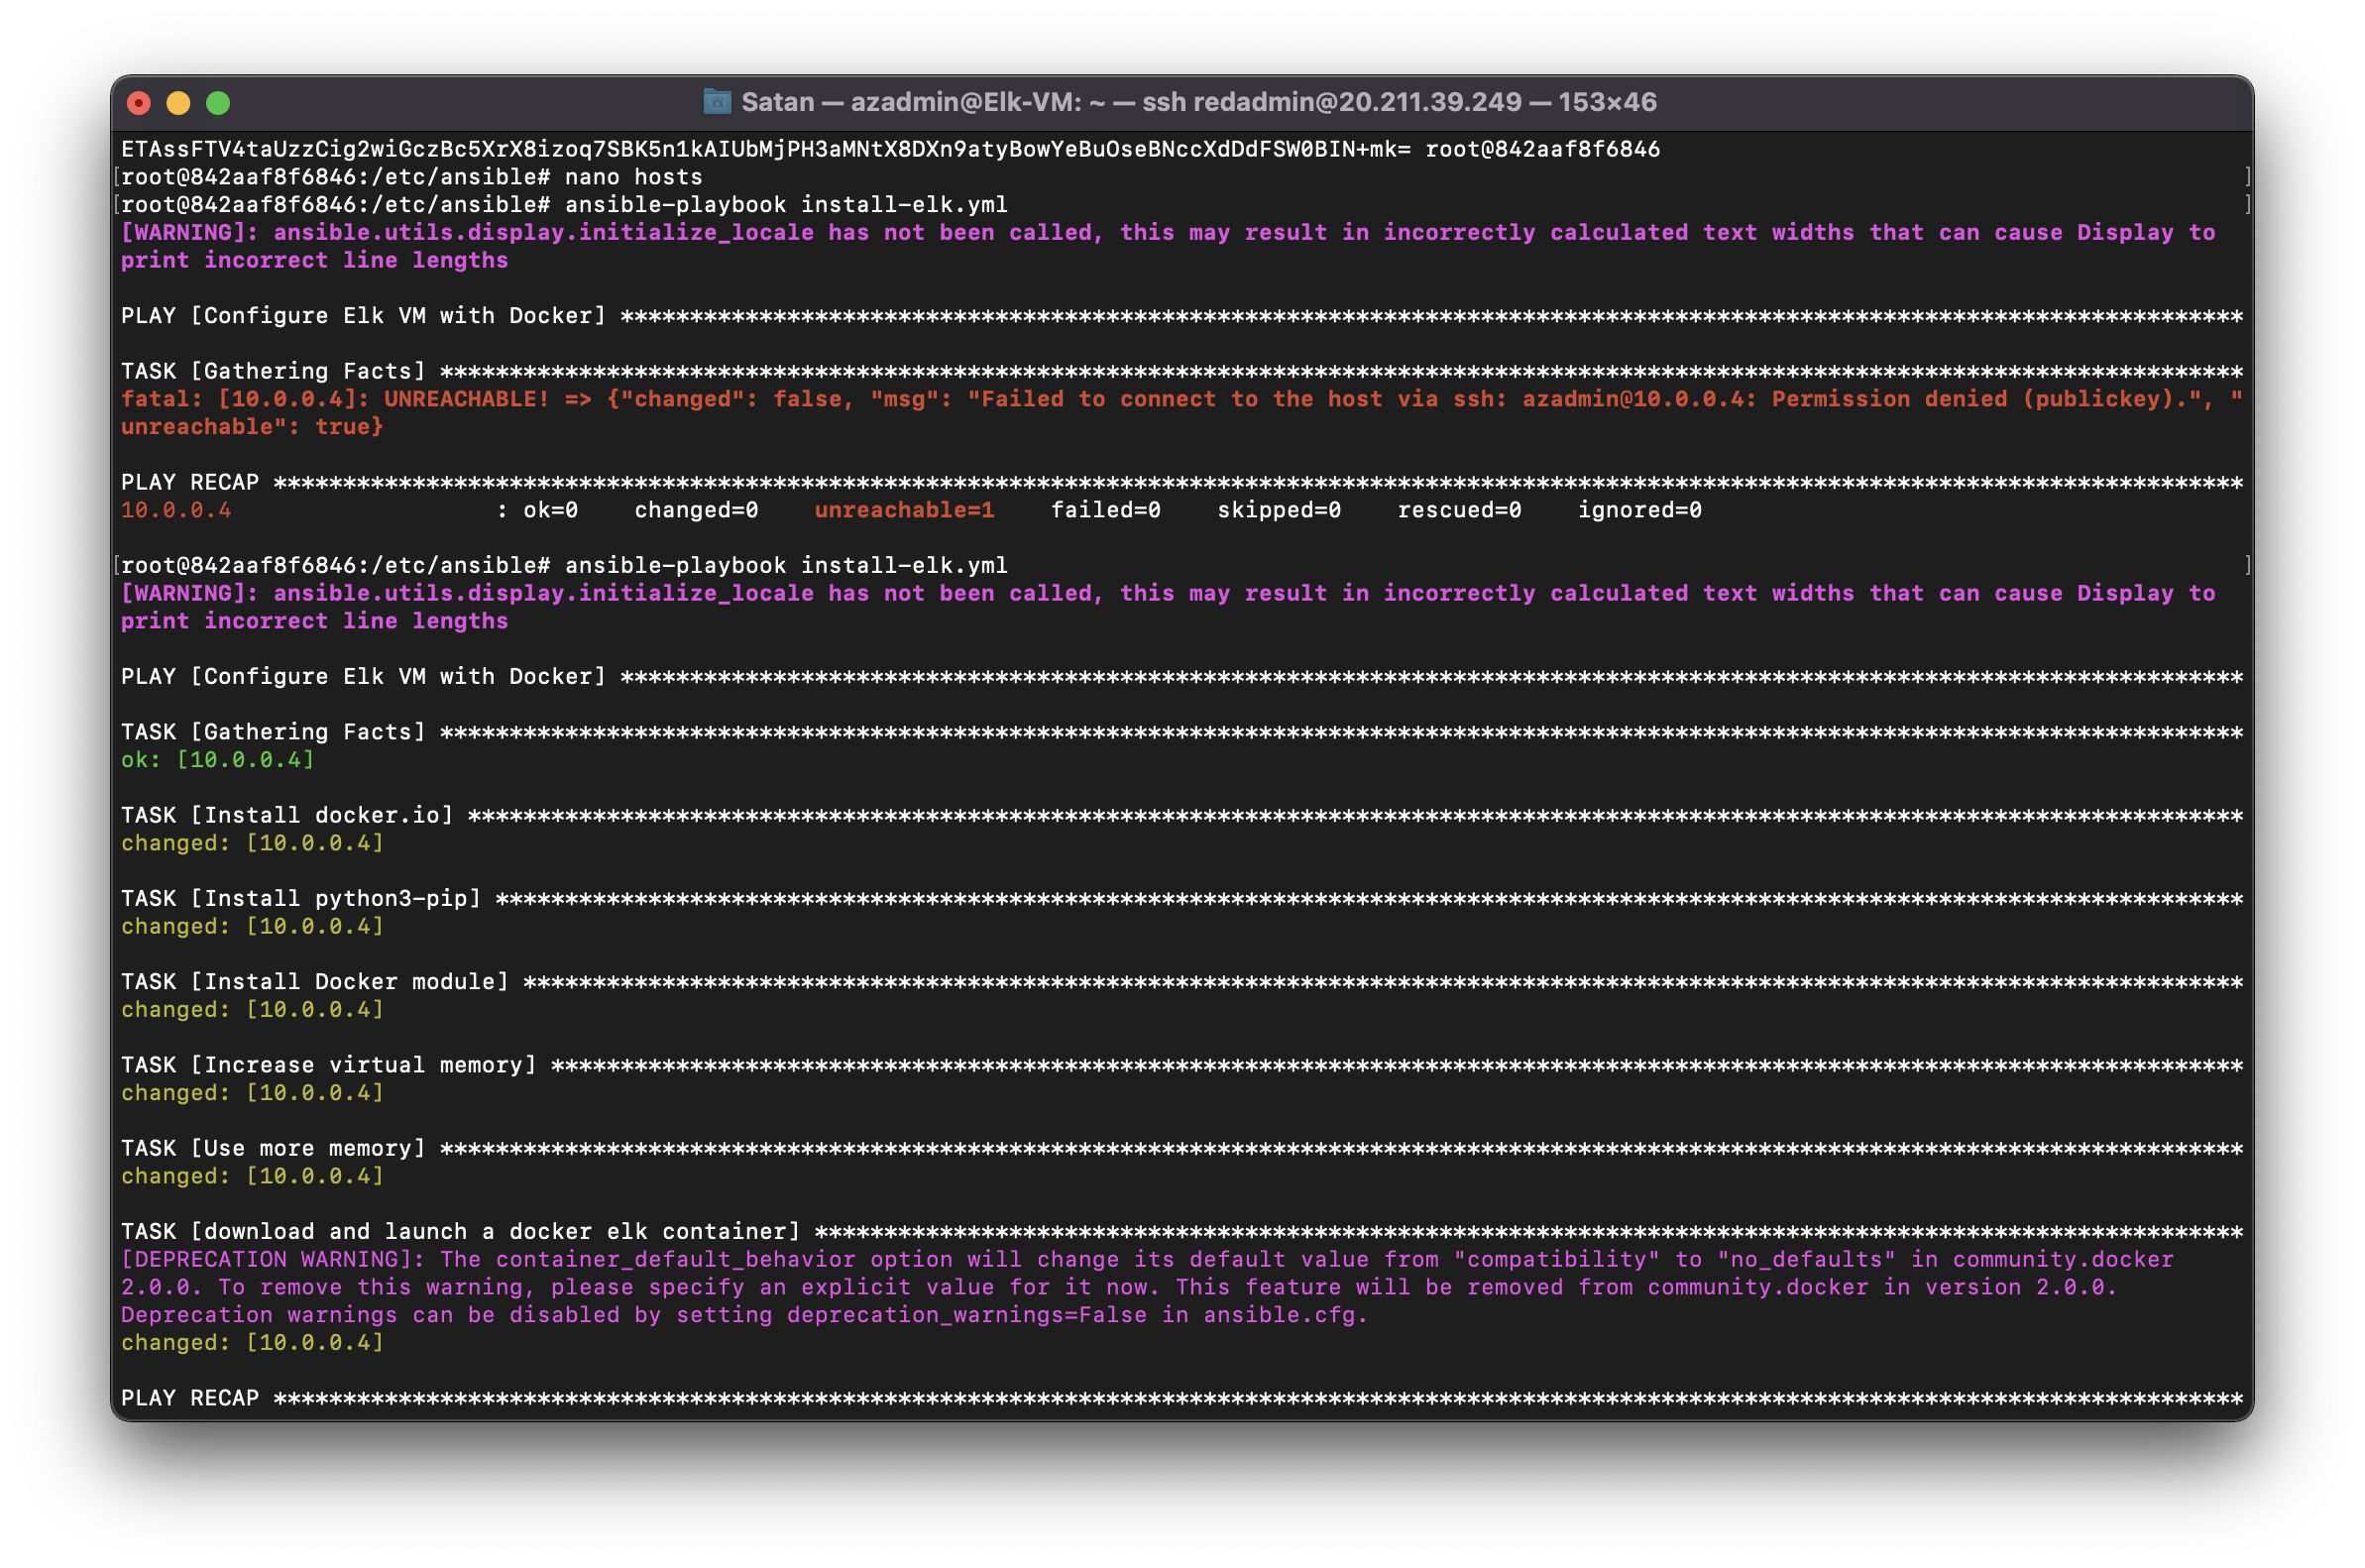 Satan — azadmin@Elk-VM: ~ — ssh redadmin@20.211.39.249 — 153×46
ETAssFTV4taUzzCig2wiGczBc5XrX8izoq7SBK5n1kAIUbMjPH3aMNtX8DXn9atyBowYeBuOseBNccXdDdFSW0BIN+mk= root@842aaf8f6846
[root@842aaf8f6846:/etc/ansible# nano hosts ]
[root@842aaf8f6846:/etc/ansible# ansible-playbook install-elk.yml ]
[WARNING]: ansible.utils.display.initialize_locale has not been called, this may result in incorrectly calculated text widths that can cause Display to
print incorrect line lengths
PLAY [Configure Elk VM with Docker] *********************************************************************************************************************
TASK [Gathering Facts] **********************************************************************************************************************************
fatal: [10.0.0.4]: UNREACHABLE! => {"changed": false, "msg": "Failed to connect to the host via ssh: azadmin@10.0.0.4: Permission denied (publickey).", "
unreachable": true}
PLAY RECAP **********************************************************************************************************************************************
10.0.0.4                   : ok=0    changed=0    unreachable=1    failed=0    skipped=0    rescued=0    ignored=0
[root@842aaf8f6846:/etc/ansible# ansible-playbook install-elk.yml ]
[WARNING]: ansible.utils.display.initialize_locale has not been called, this may result in incorrectly calculated text widths that can cause Display to
print incorrect line lengths
PLAY [Configure Elk VM with Docker] *********************************************************************************************************************
TASK [Gathering Facts] **********************************************************************************************************************************
ok: [10.0.0.4]
TASK [Install docker.io] ********************************************************************************************************************************
changed: [10.0.0.4]
TASK [Install python3-pip] ******************************************************************************************************************************
changed: [10.0.0.4]
TASK [Install Docker module] ****************************************************************************************************************************
changed: [10.0.0.4]
TASK [Increase virtual memory] **************************************************************************************************************************
changed: [10.0.0.4]
TASK [Use more memory] **********************************************************************************************************************************
changed: [10.0.0.4]
TASK [download and launch a docker elk container] *******************************************************************************************************
[DEPRECATION WARNING]: The container_default_behavior option will change its default value from "compatibility" to "no_defaults" in community.docker
2.0.0. To remove this warning, please specify an explicit value for it now. This feature will be removed from community.docker in version 2.0.0.
Deprecation warnings can be disabled by setting deprecation_warnings=False in ansible.cfg.
changed: [10.0.0.4]
PLAY RECAP **********************************************************************************************************************************************